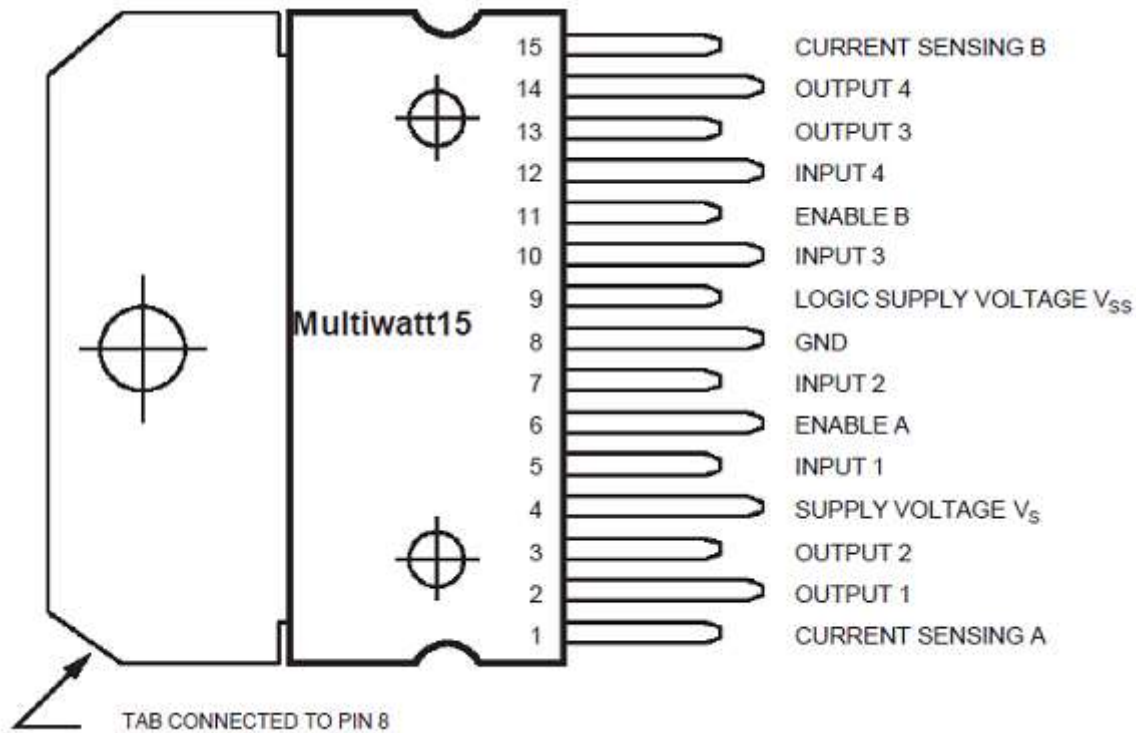 15 CURRENT SENSING B
14 OUTPUT 4
13 OUTPUT 3
12 INPUT 4
11 ENABLE B
10 INPUT 3
9 LOGIC SUPPLY VOLTAGE VSS
Multiwatt15
8 GND
7 INPUT 2
6 ENABLE A
5 INPUT 1
4 SUPPLY VOLTAGE VS
3 OUTPUT 2
2 OUTPUT 1
1 CURRENT SENSING A
TAB CONNECTED TO PIN 8